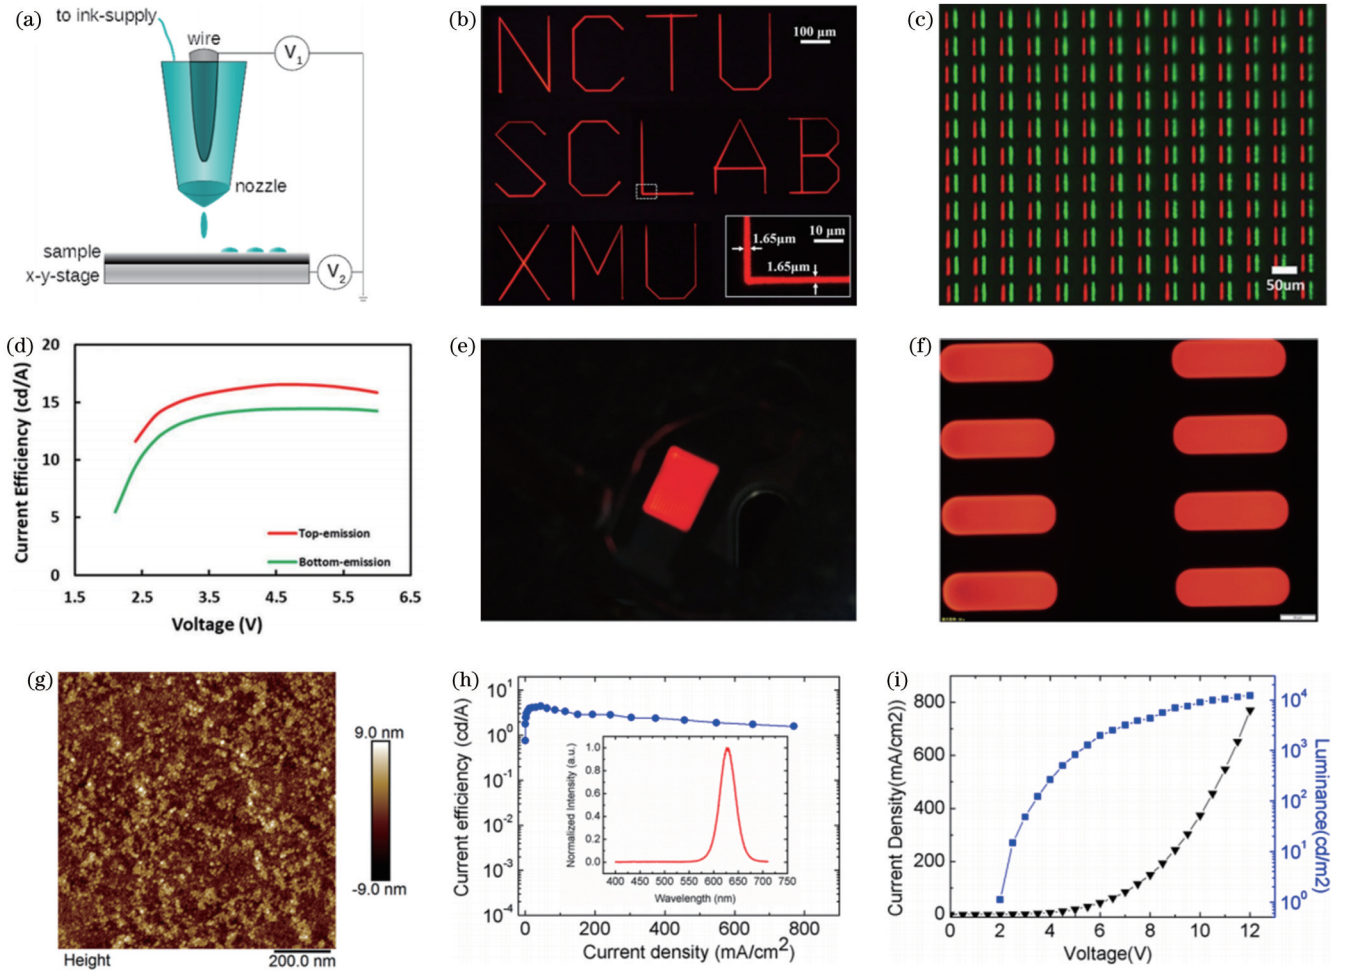 (a)
to ink-supply
wire
V1
nozzle
sample
x-y-stage
V2
(b)
NCTU
100 μm
SCLAB
XMU
10 μm
1.65μm
1.65μm
(c)
50um
(d)
Current Efficiency (cd/A)
20
15
10
5
0
Top-emission
Bottom-emission
1.5 2.5 3.5 4.5 5.5 6.5
Voltage (V)
(e)
(f)
(g)
9.0 nm
-9.0 nm
Height
200.0 nm
(h)
Current efficiency (cd/A)
10^1
10^0
10^-1
10^-2
10^-3
10^-4
Normalized Intensity (a.u.)
1.0
0.8
0.6
0.4
0.2
0.0
400 450 500 550 600 650 700 750
Wavelength (nm)
0 200 400 600 800
Current density (mA/cm^2)
(i)
Current Density(mA/cm2))
800
600
400
200
0
10^4
10^3
10^2
10^1
10^0
Luminance(cd/m2)
0 2 4 6 8 10 12
Voltage(V)